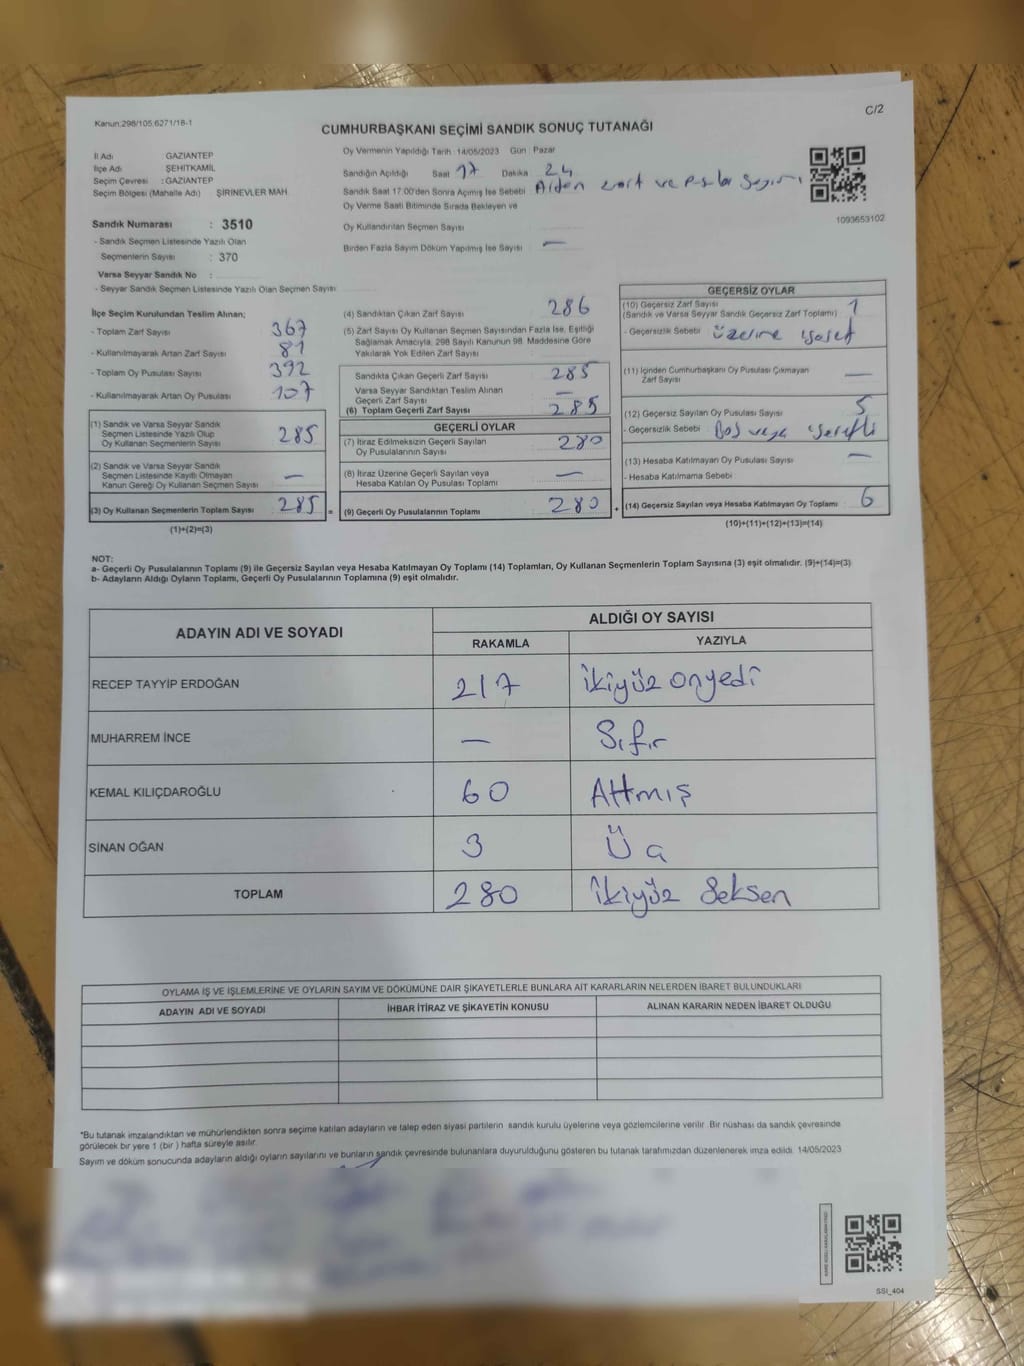 Kanun:298/105,6271/18-1
C/2
CUMHURBAŞKANI SEÇİMİ SANDIK SONUÇ TUTANAĞI
İl Adı GAZİANTEP
İlçe Adı ŞEHİTKAMİL
Seçim Çevresi : GAZİANTEP
Seçim Bölgesi (Mahalle Adı) ŞİRİNEVLER MAH.
Sandık Numarası : 3510
- Sandık Seçmen Listesinde Yazılı Olan
Seçmenlerin Sayısı : 370
Varsa Seyyar Sandık No :
- Seyyar Sandık Seçmen Listesinde Yazılı Olan Seçmen Sayısı
Oy Vermenin Yapıldığı Tarih : 14/05/2023 Gün : Pazar
Sandığın Açıldığı Saat 17 Dakika 24
Sandık Saat 17:00'den Sonra Açılmış İse Sebebi
Oy Verme Saati Bitiminde Sırada Bekleyen ve
Oy Kullandırılan Seçmen Sayısı
Birden Fazla Sayım Döküm Yapılmış İse Sayısı —
1093653102
İlçe Seçim Kurulundan Teslim Alınan;
- Toplam Zarf Sayısı 367
- Kullanılmayarak Artan Zarf Sayısı 81
- Toplam Oy Pusulası Sayısı 392
- Kullanılmayarak Artan Oy Pusulası 107
(1) Sandık ve Varsa Seyyar Sandık
Seçmen Listesinde Yazılı Olup
Oy Kullanan Seçmenlerin Sayısı 285
(2) Sandık ve Varsa Seyyar Sandık
Seçmen Listesinde Kayıtlı Olmayan
Kanun Gereği Oy Kullanan Seçmen Sayısı —
(3) Oy Kullanan Seçmenlerin Toplam Sayısı 285 =
(1)+(2)=(3)
(4) Sandıktan Çıkan Zarf Sayısı 286
(5) Zarf Sayısı Oy Kullanan Seçmen Sayısından Fazla İse, Eşitliği
Sağlamak Amacıyla, 298 Sayılı Kanunun 98. Maddesine Göre
Yakılarak Yok Edilen Zarf Sayısı
Sandıkta Çıkan Geçerli Zarf Sayısı 285
Varsa Seyyar Sandıktan Teslim Alınan
Geçerli Zarf Sayısı —
(6) Toplam Geçerli Zarf Sayısı 285
GEÇERLİ OYLAR
(7) İtiraz Edilmeksizin Geçerli Sayılan
Oy Pusulalarının Sayısı 280
(8) İtiraz Üzerine Geçerli Sayılan veya
Hesaba Katılan Oy Pusulası Toplamı —
(9) Geçerli Oy Pusulalarının Toplamı 280 +
GEÇERSİZ OYLAR
(10) Geçersiz Zarf Sayısı 1
(Sandık ve Varsa Seyyar Sandık Geçersiz Zarf Toplamı)
- Geçersizlik Sebebi üzerine işaret
(11) İçinden Cumhurbaşkanı Oy Pusulası Çıkmayan
Zarf Sayısı —
(12) Geçersiz Sayılan Oy Pusulası Sayısı 5
- Geçersizlik Sebebi Boş veya işaretli
(13) Hesaba Katılmayan Oy Pusulası Sayısı —
- Hesaba Katılmama Sebebi
(14) Geçersiz Sayılan veya Hesaba Katılmayan Oy Toplamı 6
(10)+(11)+(12)+(13)=(14)
NOT:
a- Geçerli Oy Pusulalarının Toplamı (9) ile Geçersiz Sayılan veya Hesaba Katılmayan Oy Toplamı (14) Toplamları, Oy Kullanan Seçmenlerin Toplam Sayısına (3) eşit olmalıdır. (9)+(14)=(3)
b- Adayların Aldığı Oyların Toplamı, Geçerli Oy Pusulalarının Toplamına (9) eşit olmalıdır.
ADAYIN ADI VE SOYADI
ALDIĞI OY SAYISI
RAKAMLA YAZIYLA
RECEP TAYYİP ERDOĞAN 217 ikiyüz onyedi
MUHARREM İNCE — Sıfır
KEMAL KILIÇDAROĞLU 60 Altmış
SİNAN OĞAN 3 Üç
TOPLAM 280 ikiyüz Seksen
OYLAMA İŞ VE İŞLEMLERİNE VE OYLARIN SAYIM VE DÖKÜMÜNE DAİR ŞİKAYETLERLE BUNLARA AİT KARARLARIN NELERDEN İBARET BULUNDUKLARI
ADAYIN ADI VE SOYADI İHBAR İTİRAZ VE ŞİKAYETİN KONUSU ALINAN KARARIN NEDEN İBARET OLDUĞU
*Bu tutanak imzalandıktan ve mühürlendikten sonra seçime katılan adayların ve talep eden siyasi partilerin sandık kurulu üyelerine veya gözlemcilerine verilir. Bir nüshası da sandık çevresinde
görülecek bir yere 1 (bir ) hafta süreyle asılır.
Sayım ve döküm sonucunda adayların aldığı oyların sayılarını ve bunların sandık çevresinde bulunanlara duyurulduğunu gösteren bu tutanak tarafımızdan düzenlenerek imza edildi. 14/05/2023
SSI_404